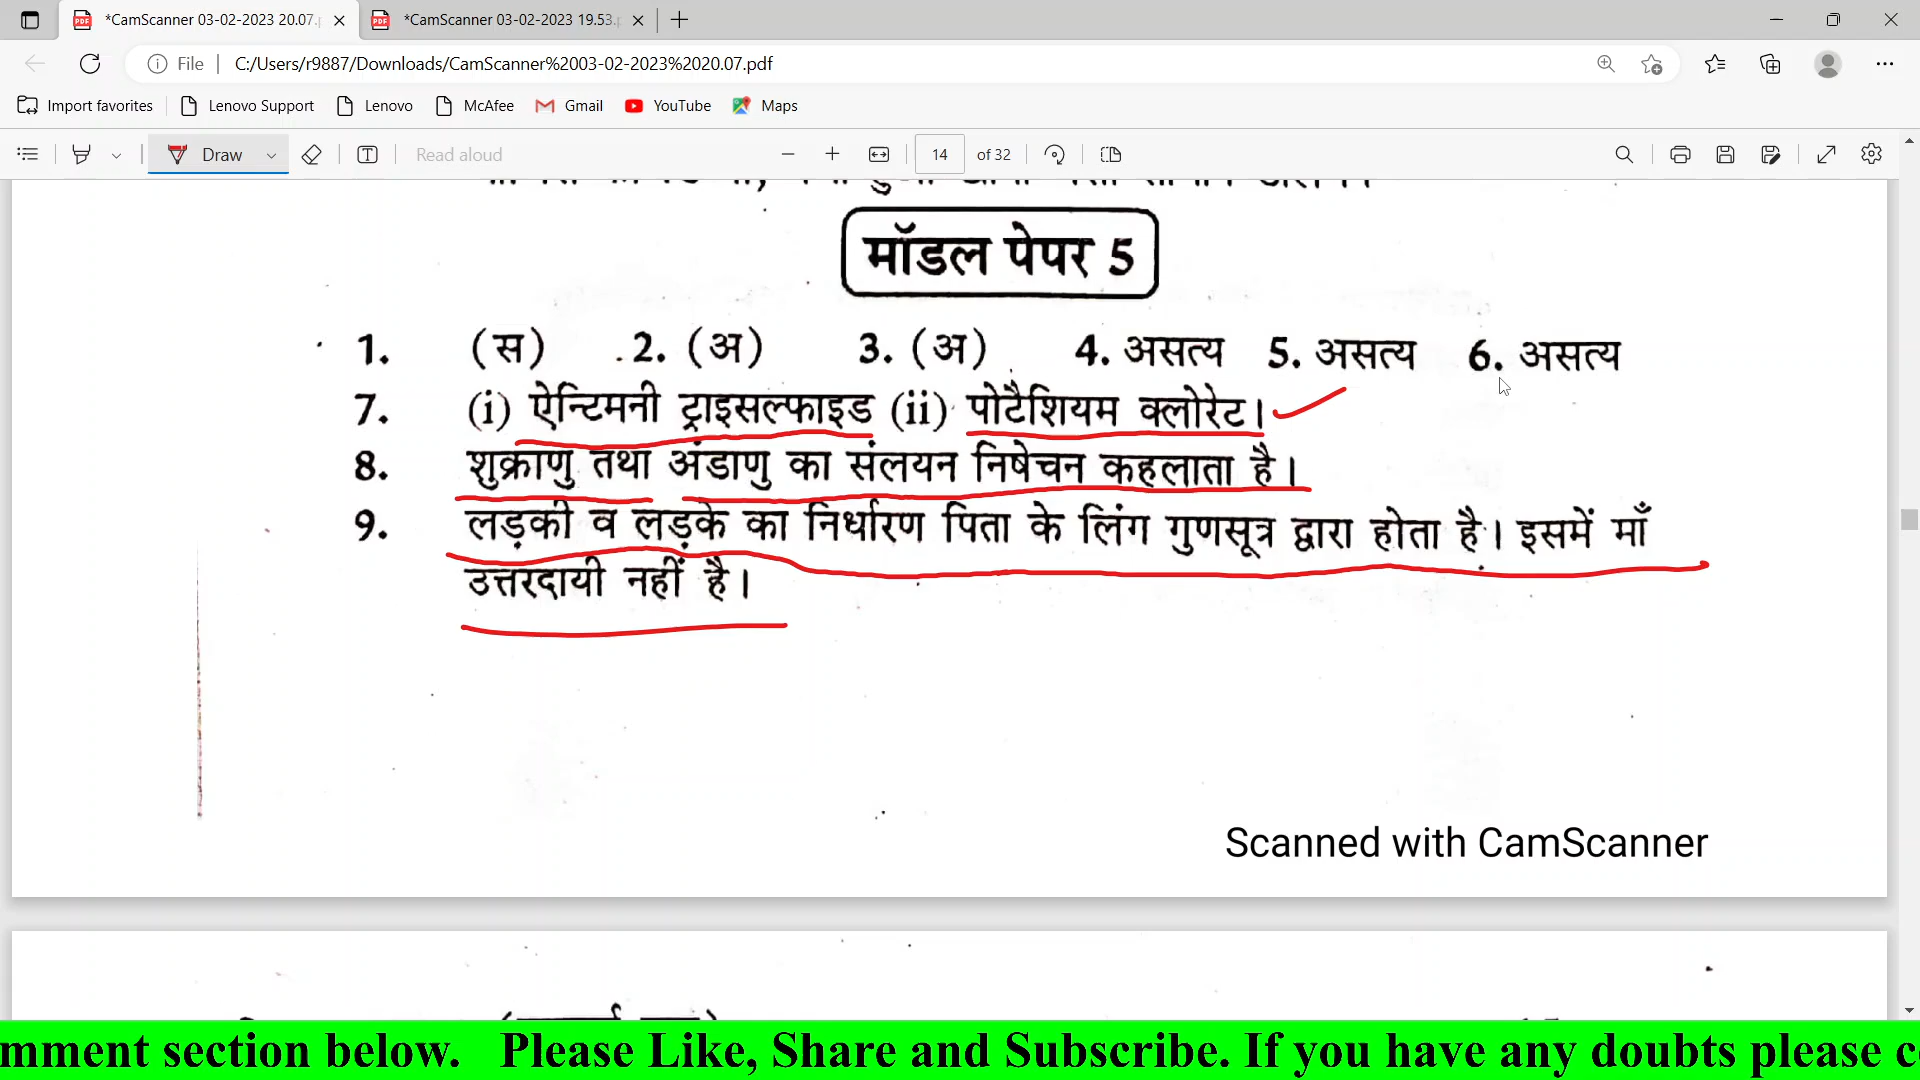 *CamScanner 03-02-2023 20.07.
*CamScanner 03-02-2023 19.53.
File
C:/Users/r9887/Downloads/CamScanner%2003-02-2023%2020.07.pdf
Import favorites Lenovo Support Lenovo McAfee Gmail YouTube Maps
Draw Read aloud 14 of 32
मॉडल पेपर 5
1. (स) 2. (अ) 3. (अ) 4. असत्य 5. असत्य 6. असत्य
7. (i) ऐन्टिमनी ट्राइसल्फाइड (ii) पोटैशियम क्लोरेट।
8. शुक्राणु तथा अंडाणु का संलयन निषेचन कहलाता है।
9. लड़की व लड़के का निर्धारण पिता के लिंग गुणसूत्र द्वारा होता है। इसमें माँ
उत्तरदायी नहीं है।
Scanned with CamScanner
mment section below. Please Like, Share and Subscribe. If you have any doubts please c